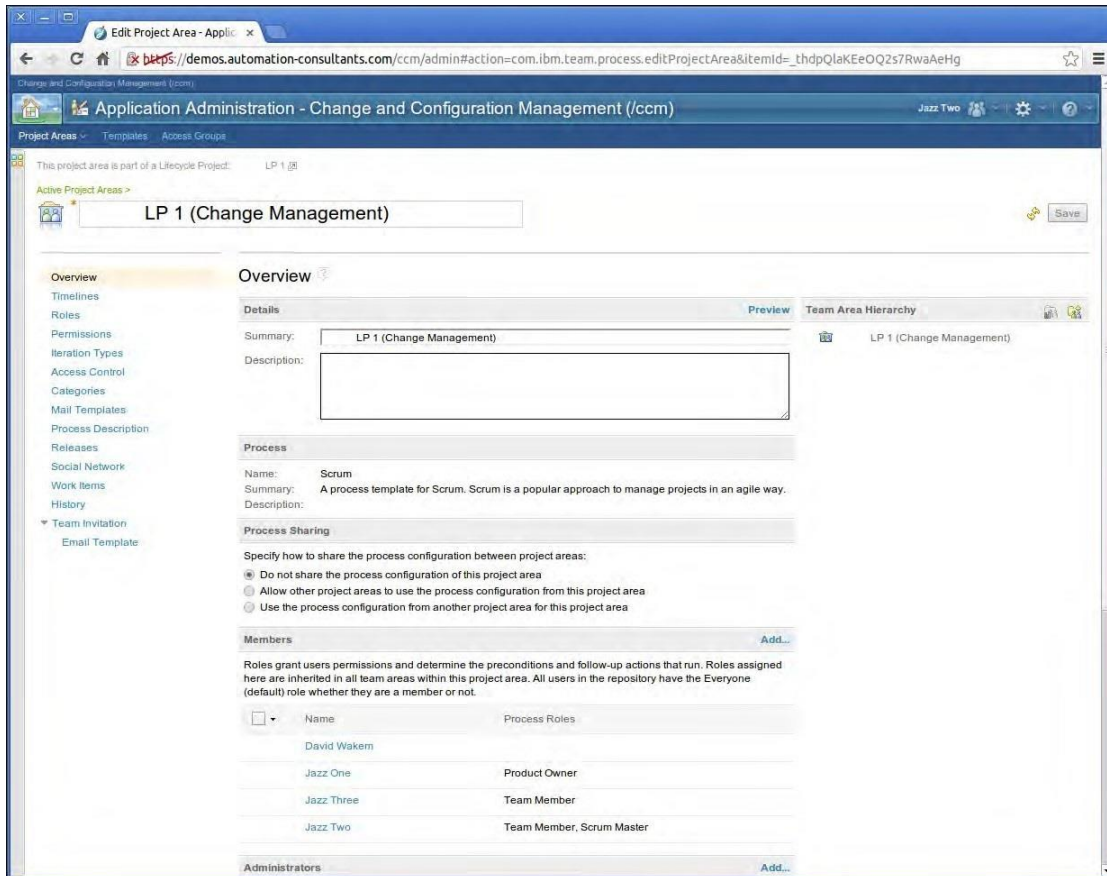 Edit Project Area - Applic
https://demos.automation-consultants.com/ccm/admin#action=com.ibm.team.process.editProjectArea&itemId=_thdpQlaKEeOQ2s7RwaAeHg
Change and Configuration Management (/ccm)
Application Administration - Change and Configuration Management (/ccm)
Jazz Two
Project Areas Templates Access Groups
This project area is part of a Lifecycle Project: LP 1
Active Project Areas >
* LP 1 (Change Management)
Save
Overview
Timelines
Roles
Permissions
Iteration Types
Access Control
Categories
Mail Templates
Process Description
Releases
Social Network
Work Items
History
Team Invitation
Email Template
Overview
Details Preview
Summary: LP 1 (Change Management)
Description:
Process
Name: Scrum
Summary: A process template for Scrum. Scrum is a popular approach to manage projects in an agile way.
Description:
Process Sharing
Specify how to share the process configuration between project areas:
Do not share the process configuration of this project area
Allow other project areas to use the process configuration from this project area
Use the process configuration from another project area for this project area
Members Add...
Roles grant users permissions and determine the preconditions and follow-up actions that run. Roles assigned
here are inherited in all team areas within this project area. All users in the repository have the Everyone
(default) role whether they are a member or not.
Name Process Roles
David Wakem
Jazz One Product Owner
Jazz Three Team Member
Jazz Two Team Member, Scrum Master
Administrators Add...
Team Area Hierarchy
LP 1 (Change Management)